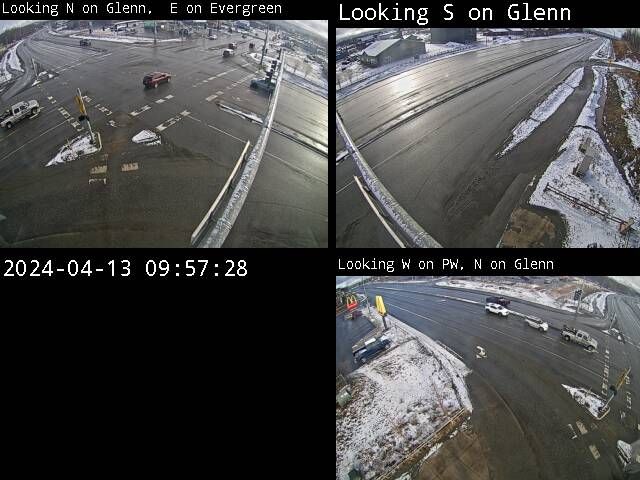 Looking N on Glenn,  E on Evergreen
Looking S on Glenn
2024-04-13 09:57:28
Looking W on PW, N on Glenn